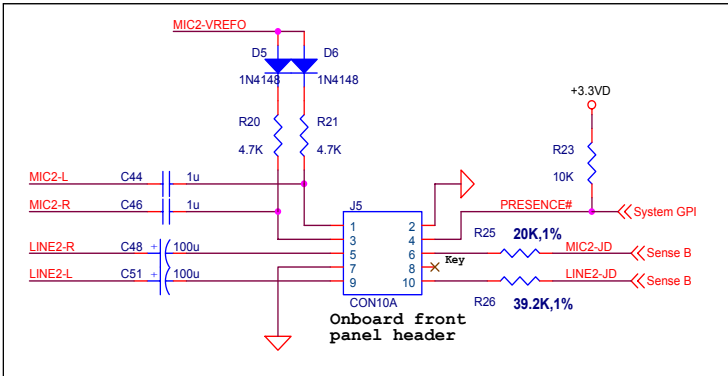 MIC2-VREFO
D5 D6
1N4148 1N4148
+3.3VD
R20 R21
4.7K 4.7K
R23
10K
MIC2-L C44 1u
MIC2-R C46 1u
J5
PRESENCE# System GPI
1 2
3 4
R25 20K,1% MIC2-JD Sense B
LINE2-R C48 + 100u 5 6
Key
7 8
LINE2-L C51 + 100u 9 10
LINE2-JD Sense B
CON10A
R26 39.2K,1%
Onboard front
panel header